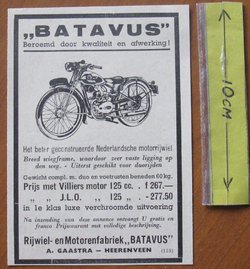 „BATAVUS”
Beroemd door kwaliteit en afwerking!
Het beter geconstrueerde Nederlandsche motorrijwiel
Breed wiegframe, waardoor zeer vaste ligging op
den weg. - Uiterst geschikt voor duorijden
Gewicht compl. m. duo en voetrusten beneden 60 kg.
Prijs met Villiers motor 125 cc. - f 267.—
„ „ J.L.O. „ 125 „ - -277.50
in 1e klas luxe verchroomde uitvoering
Na inzending van deze annonce ontvangt U gratis en
franco Prijscourant met volledige beschrijving.
Rijwiel- en Motorenfabriek „BATAVUS”
A. GAASTRA - HEERENVEEN
10CM